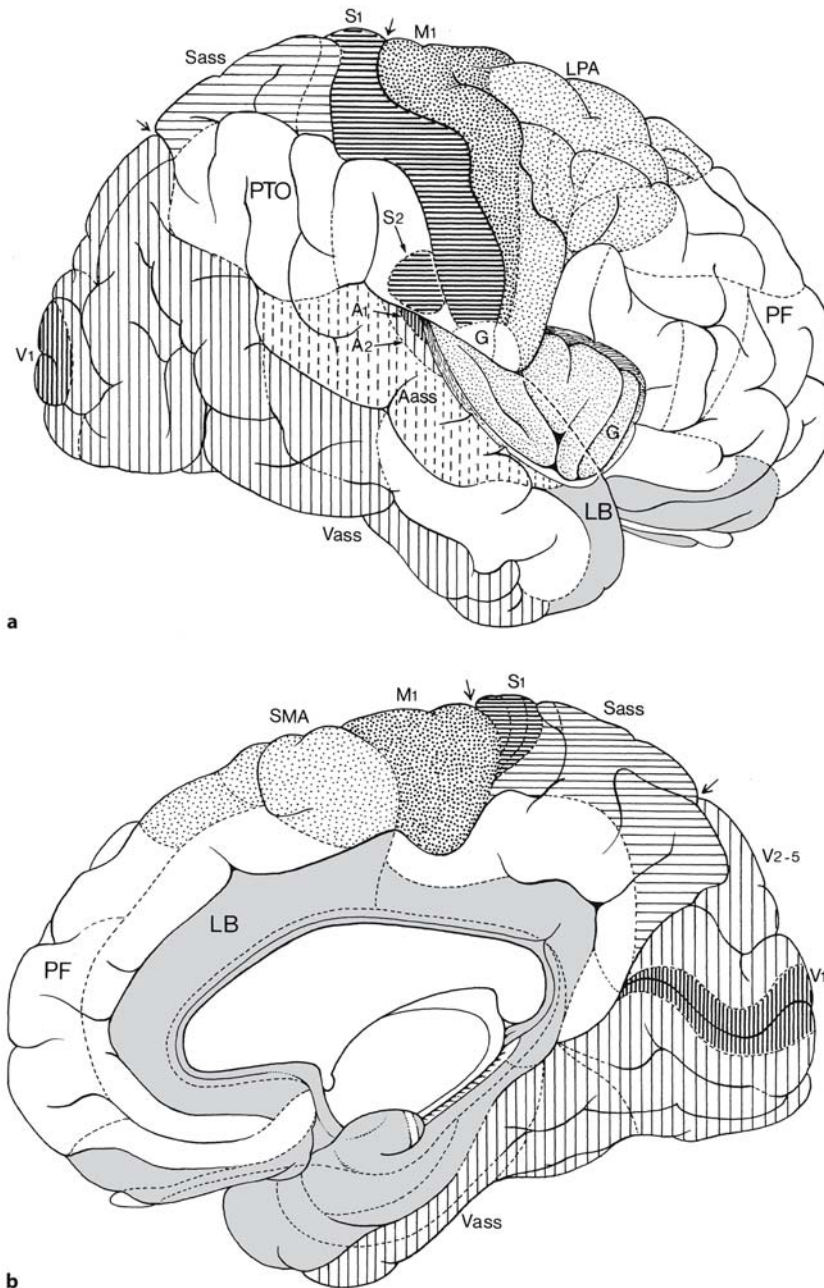 S1
M1
Sass
LPA
PTO
S2
PF
A1
G
V1
A2
Aass
G
LB
Vass
a
S1
M1
SMA
Sass
V2-5
LB
PF
V1
Vass
b